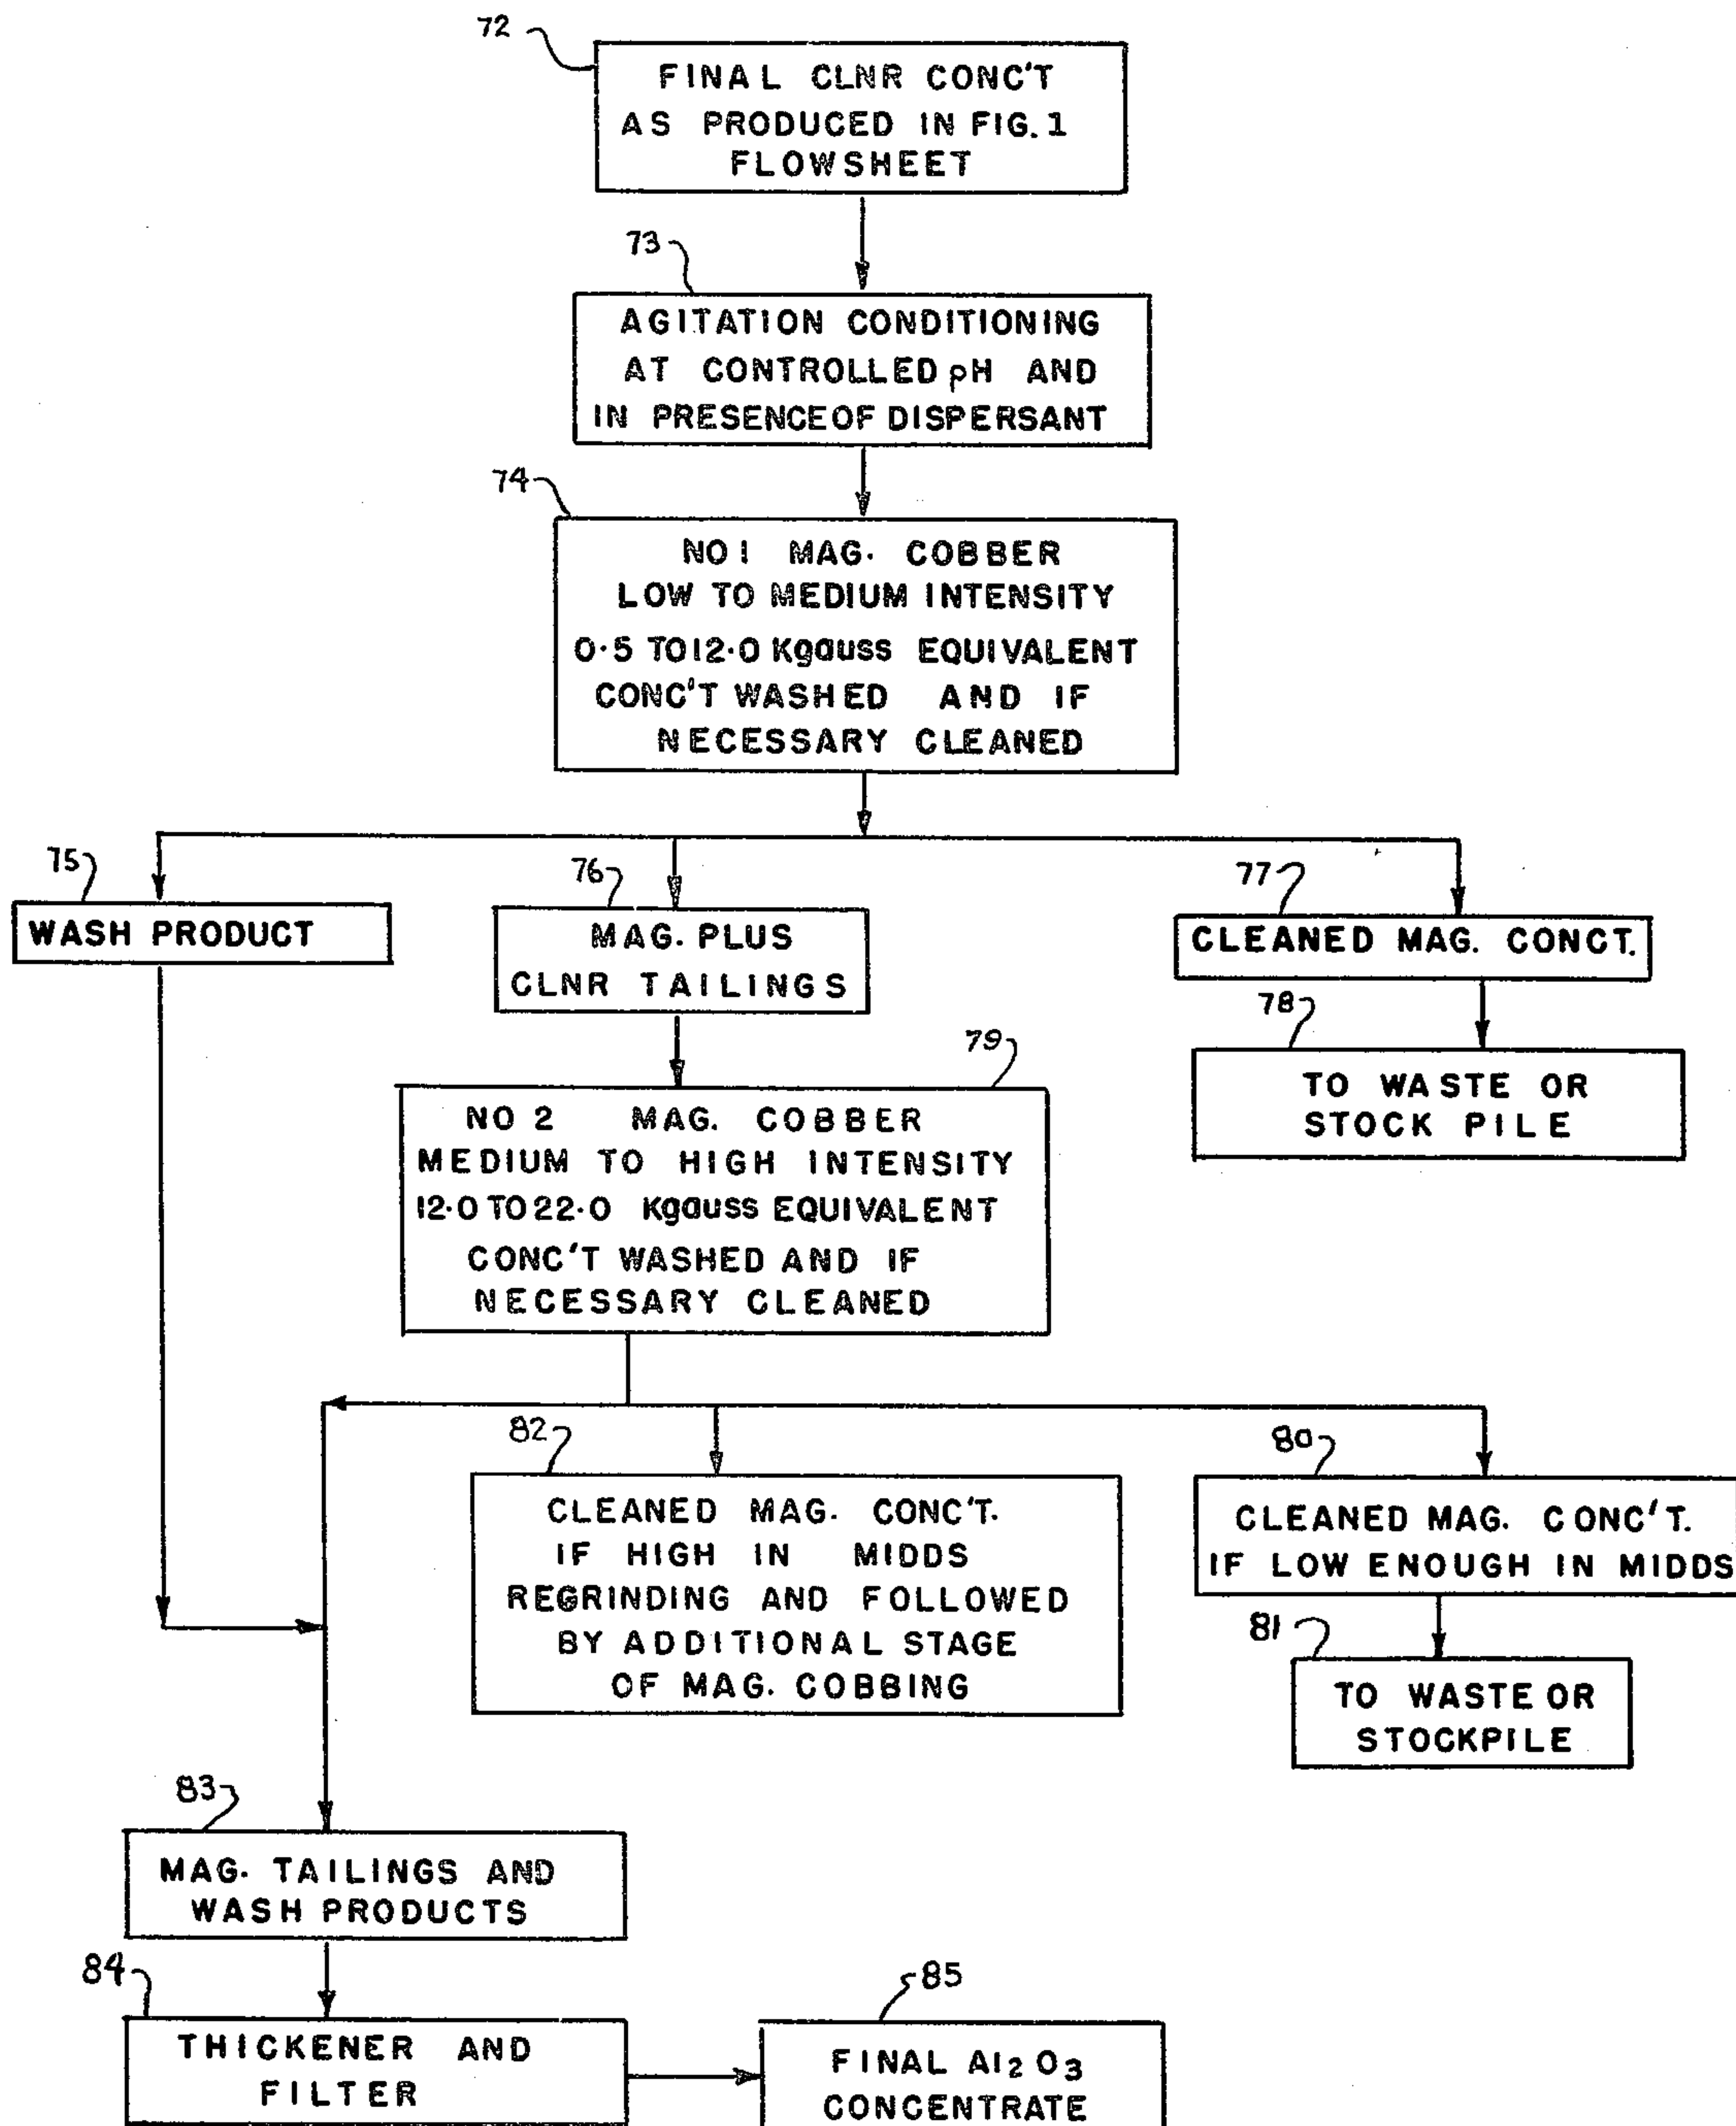 72
FINAL CLNR CONC'T
AS PRODUCED IN FIG. 1
FLOWSHEET
73
AGITATION CONDITIONING
AT CONTROLLED pH AND
IN PRESENCE OF DISPERSANT
74
NO 1 MAG. COBBER
LOW TO MEDIUM INTENSITY
0.5 TO 12.0 Kgauss EQUIVALENT
CONC'T WASHED AND IF
NECESSARY CLEANED
75
WASH PRODUCT
76
MAG. PLUS
CLNR TAILINGS
77
CLEANED MAG. CONCT.
78
TO WASTE OR
STOCK PILE
79
NO 2 MAG. COBBER
MEDIUM TO HIGH INTENSITY
12.0 TO 22.0 Kgauss EQUIVALENT
CONC'T WASHED AND IF
NECESSARY CLEANED
82
CLEANED MAG. CONC'T.
IF HIGH IN MIDDS
REGRINDING AND FOLLOWED
BY ADDITIONAL STAGE
OF MAG. COBBING
80
CLEANED MAG. CONC'T.
IF LOW ENOUGH IN MIDDS
81
TO WASTE OR
STOCKPILE
83
MAG. TAILINGS AND
WASH PRODUCTS
84
THICKENER AND
FILTER
85
FINAL Al2O3
CONCENTRATE